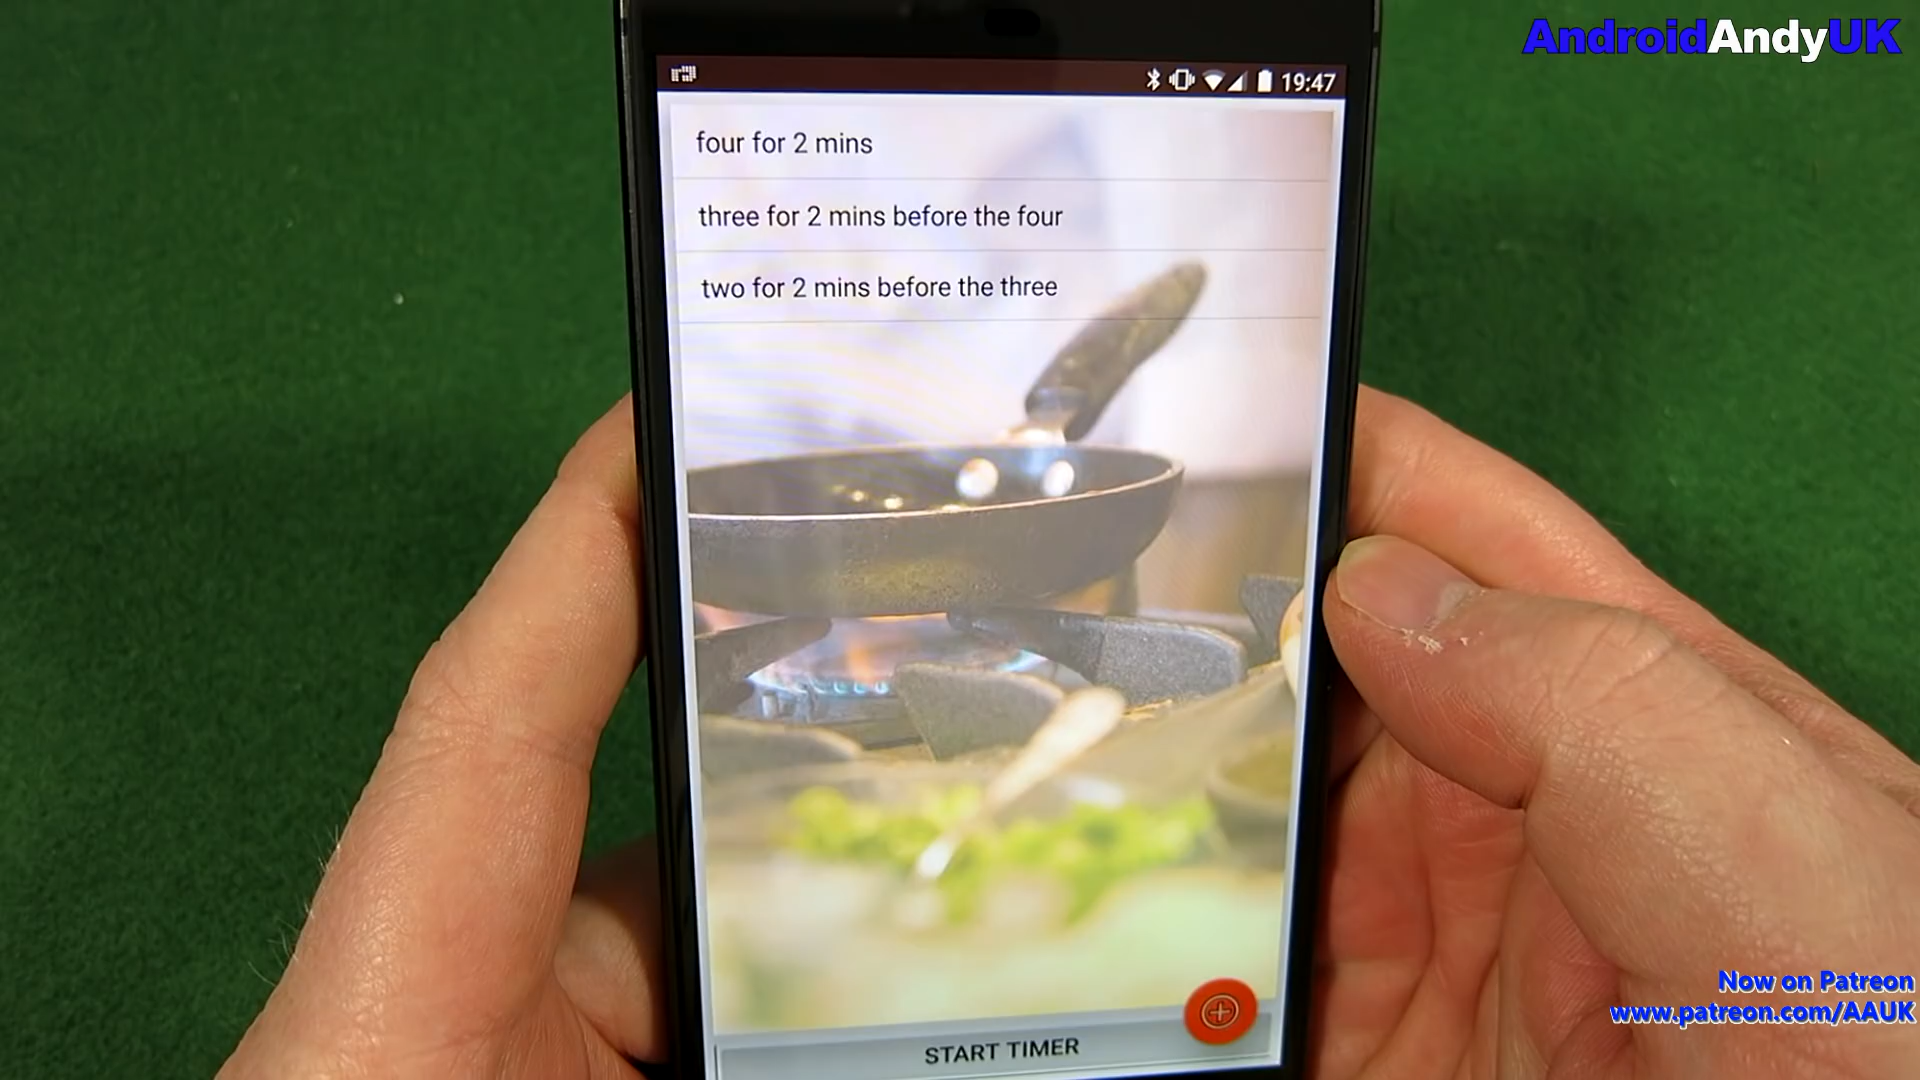 AndroidAndyUK
19:47
four for 2 mins
three for 2 mins before the four
two for 2 mins before the three
START TIMER
Now on Patreon
www.patreon.com/AAUK